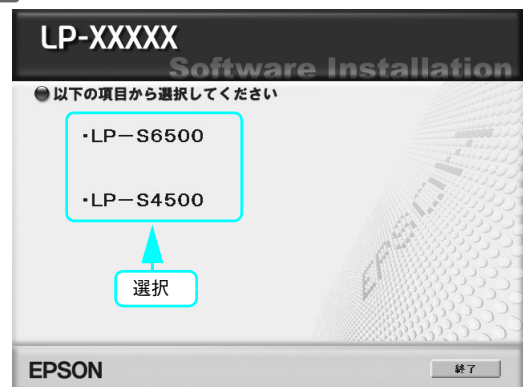 LP-XXXXX
Software Installation
以下の項目から選択してください
・LP-S6500
・LP-S4500
選択
EPSON
EPSON
終了